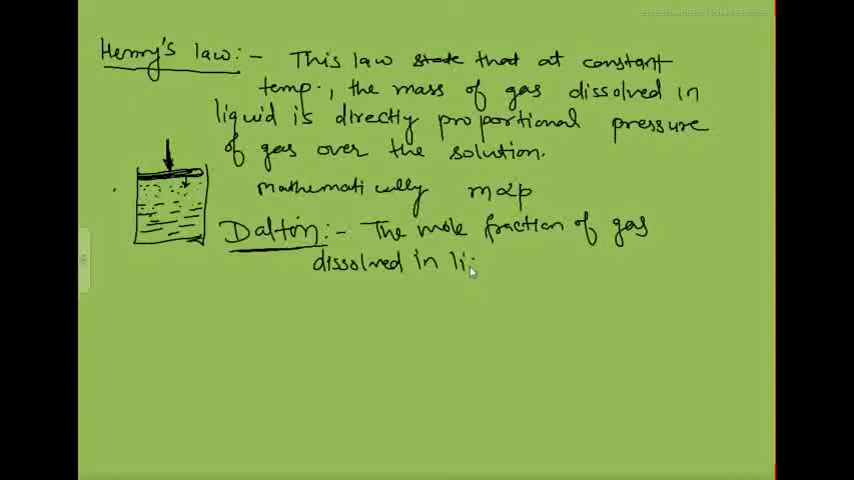 Henry's law:- This law state that at constant
temp., the mass of gas dissolved in
liquid is directly proportional pressure
of gas over the solution.
Mathematically m∝p
Dalton:- The mole fraction of gas
dissolved in li